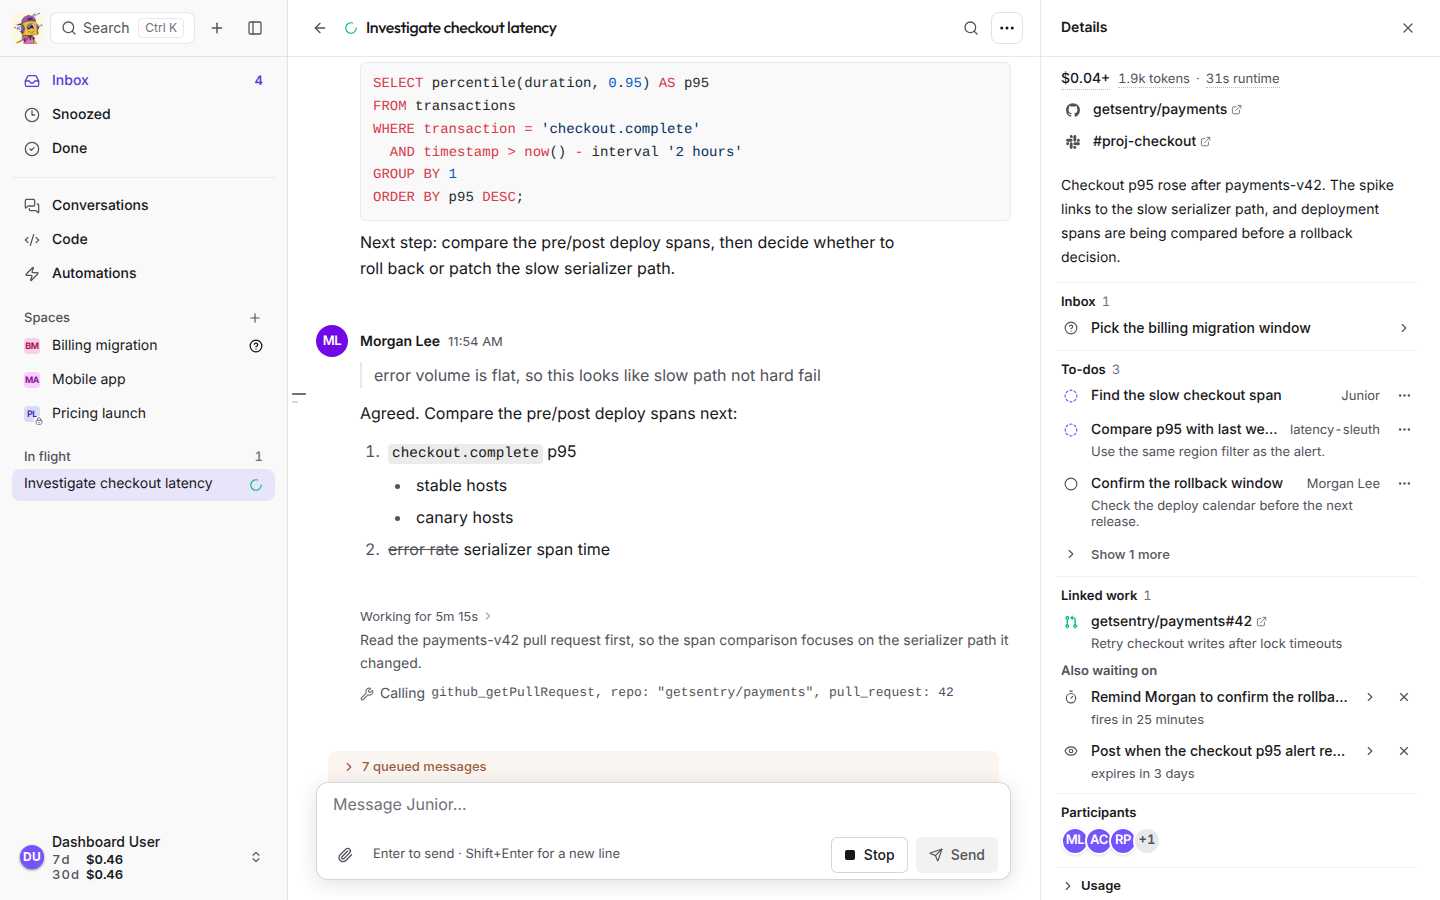 Search Ctrl K
Inbox 4
Snoozed
Done
Conversations
Code
Automations
Spaces
BM Billing migration
MA Mobile app
PL Pricing launch
In flight 1
Investigate checkout latency
DU Dashboard User
7d $0.46
30d $0.46
Investigate checkout latency
SELECT percentile(duration, 0.95) AS p95
FROM transactions
WHERE transaction = 'checkout.complete'
AND timestamp > now() - interval '2 hours'
GROUP BY 1
ORDER BY p95 DESC;
Next step: compare the pre/post deploy spans, then decide whether to
roll back or patch the slow serializer path.
ML Morgan Lee 11:54 AM
error volume is flat, so this looks like slow path not hard fail
Agreed. Compare the pre/post deploy spans next:
1. checkout.complete p95
• stable hosts
• canary hosts
2. error rate serializer span time
Working for 5m 15s
Read the payments-v42 pull request first, so the span comparison focuses on the serializer path it
changed.
Calling github_getPullRequest, repo: "getsentry/payments", pull_request: 42
7 queued messages
Message Junior...
Enter to send · Shift+Enter for a new line
Stop
Send
Details
$0.04+ 1.9k tokens · 31s runtime
getsentry/payments
#proj-checkout
Checkout p95 rose after payments-v42. The spike
links to the slow serializer path, and deployment
spans are being compared before a rollback
decision.
Inbox 1
Pick the billing migration window
To-dos 3
Find the slow checkout span Junior
Compare p95 with last we... latency-sleuth
Use the same region filter as the alert.
Confirm the rollback window Morgan Lee
Check the deploy calendar before the next
release.
Show 1 more
Linked work 1
getsentry/payments#42
Retry checkout writes after lock timeouts
Also waiting on
Remind Morgan to confirm the rollba...
fires in 25 minutes
Post when the checkout p95 alert re...
expires in 3 days
Participants
ML AC RP +1
Usage